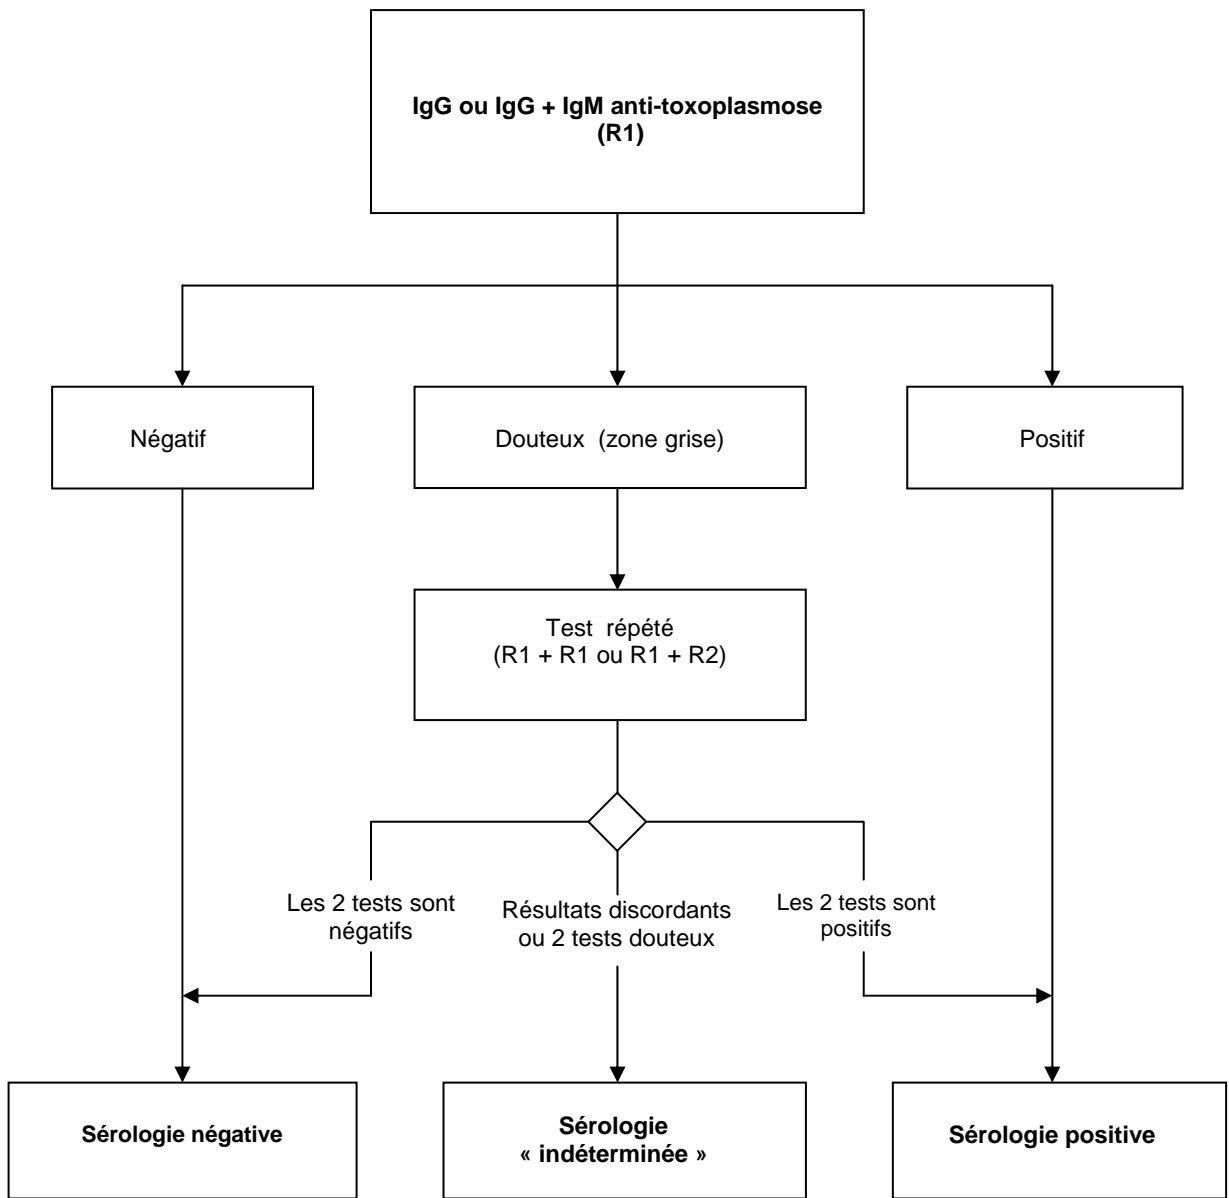 IgG ou IgG + IgM anti-toxoplasmose
(R1)
Négatif
Douteux (zone grise)
Positif
Test répété
(R1 + R1 ou R1 + R2)
Les 2 tests sont
négatifs
Résultats discordants
ou 2 tests douteux
Les 2 tests sont
positifs
Sérologie négative
Sérologie
« indéterminée »
Sérologie positive